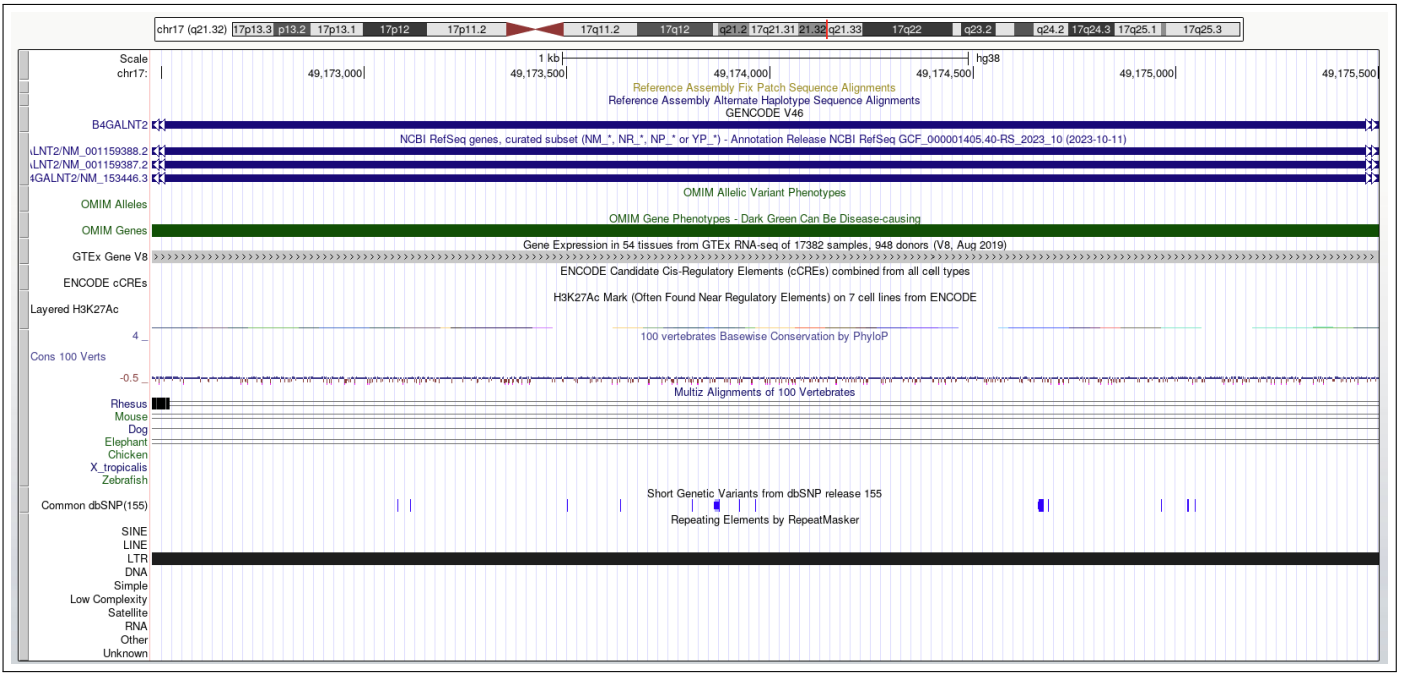 chr17 (q21.32) 17p13.3 p13.2 17p13.1 17p12 17p11.2 17q11.2 17q12 q21.2 17q21.31 21.32 q21.33 17q22 q23.2 q24.2 17q24.3 17q25.1 17q25.3
Scale 1 kb hg38
chr17: 49,173,000 49,173,500 49,174,000 49,174,500 49,175,000 49,175,500
Reference Assembly Fix Patch Sequence Alignments
Reference Assembly Alternate Haplotype Sequence Alignments
GENCODE V46
B4GALNT2
NCBI RefSeq genes, curated subset (NM_*, NR_*, NP_* or YP_*) - Annotation Release NCBI RefSeq GCF_000001405.40-RS_2023_10 (2023-10-11)
LNT2/NM_001159388.2
LNT2/NM_001159387.2
4GALNT2/NM_153446.3
OMIM Allelic Variant Phenotypes
OMIM Alleles
OMIM Gene Phenotypes - Dark Green Can Be Disease-causing
OMIM Genes
Gene Expression in 54 tissues from GTEx RNA-seq of 17382 samples, 948 donors (V8, Aug 2019)
GTEx Gene V8
ENCODE Candidate Cis-Regulatory Elements (cCREs) combined from all cell types
ENCODE cCREs
H3K27Ac Mark (Often Found Near Regulatory Elements) on 7 cell lines from ENCODE
Layered H3K27Ac
4 _
100 vertebrates Basewise Conservation by PhyloP
Cons 100 Verts
-0.5 _
Multiz Alignments of 100 Vertebrates
Rhesus
Mouse
Dog
Elephant
Chicken
X_tropicalis
Zebrafish
Short Genetic Variants from dbSNP release 155
Common dbSNP(155)
Repeating Elements by RepeatMasker
SINE
LINE
LTR
DNA
Simple
Low Complexity
Satellite
RNA
Other
Unknown